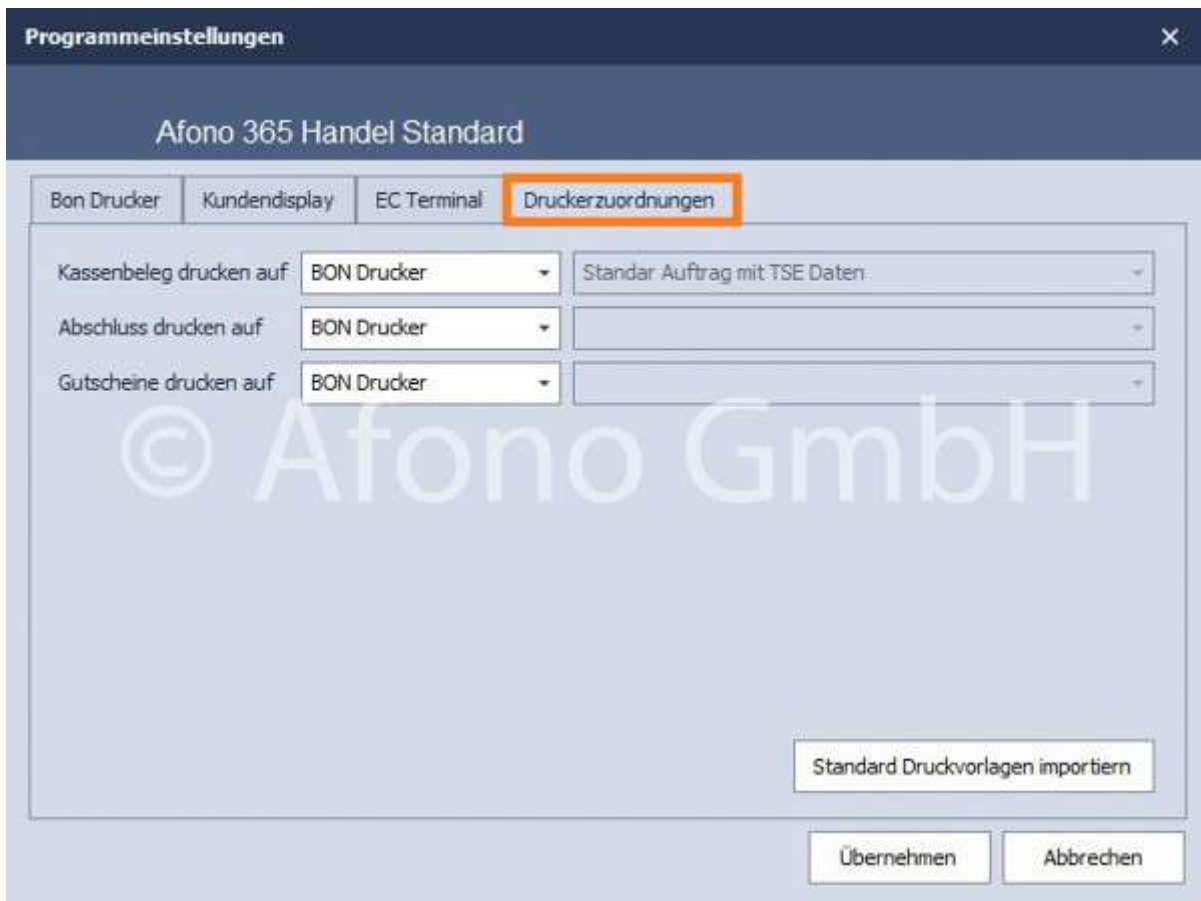 Programmeinstellungen
Afono 365 Handel Standard
Bon Drucker Kundendisplay EC Terminal Druckerzuordnungen
Kassenbeleg drucken auf BON Drucker Standar Auftrag mit TSE Daten
Abschluss drucken auf BON Drucker
Gutscheine drucken auf BON Drucker
© Afono GmbH
Standard Druckvorlagen importiern
Übernehmen Abbrechen